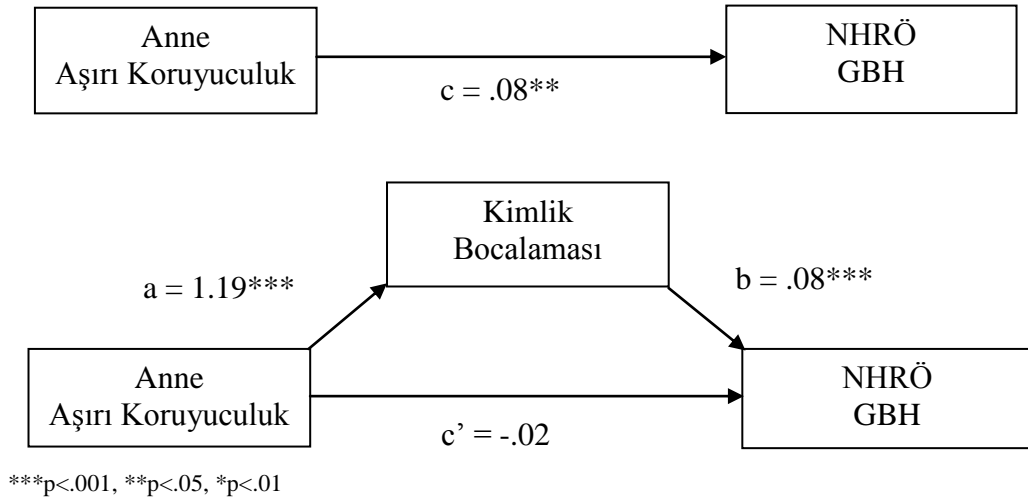 Anne
Aşırı Koruyuculuk
NHRÖ
GBH
c = .08**
Kimlik
Bocalaması
a = 1.19***
b = .08***
Anne
Aşırı Koruyuculuk
NHRÖ
GBH
c’ = -.02
***p<.001, **p<.05, *p<.01